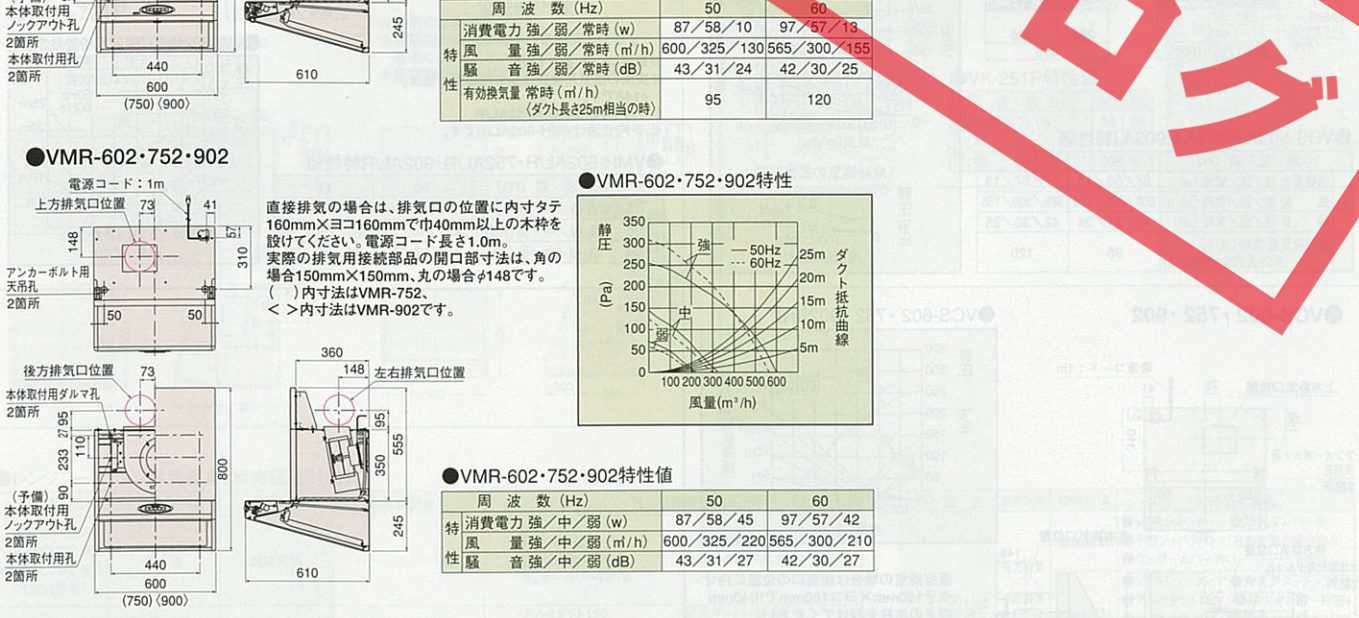 (予備)
本体取付用
ノックアウト孔
2箇所
本体取付用孔
2箇所
440
600
(750)〈900〉
245
610
周波数(Hz) 50 60
特性
消費電力 強/弱/常時(w) 87/58/10 97/57/13
風量 強/弱/常時(㎥/h) 600/325/130 565/300/155
騒音 強/弱/常時(dB) 43/31/24 42/30/25
有効換気量 常時(㎥/h)
〈ダクト長さ25m相当の時〉
95 120
●VMR-602・752・902
電源コード:1m
上方排気口位置 73 41
148
57
310
アンカーボルト用
天吊孔
2箇所
50 50
直接排気の場合は、排気口の位置に内寸タテ
160mm×ヨコ160mmで巾40mm以上の木枠を
設けてください。電源コード長さ1.0m。
実際の排気用接続部品の開口部寸法は、角の
場合150mm×150mm、丸の場合φ148です。
( )内寸法はVMR-752、
< >内寸法はVMR-902です。
後方排気口位置 73
本体取付用ダルマ孔
2箇所
95
27
110
233
90
800
(予備)
本体取付用
ノックアウト孔
2箇所
本体取付用孔
2箇所
440
600
(750)〈900〉
360
148 左右排気口位置
95
555
350
245
610
●VMR-602・752・902特性
静圧
(Pa)
350
300
250
200
150
100
50
0
強
中
弱
50Hz
60Hz
25m
20m
15m
10m
5m
ダクト抵抗曲線
100 200 300 400 500 600
風量(m³/h)
●VMR-602・752・902特性値
周波数(Hz) 50 60
特性
消費電力 強/中/弱(w) 87/58/45 97/57/42
風量 強/中/弱(㎥/h) 600/325/220 565/300/210
騒音 強/中/弱(dB) 43/31/27 42/30/27
ログ